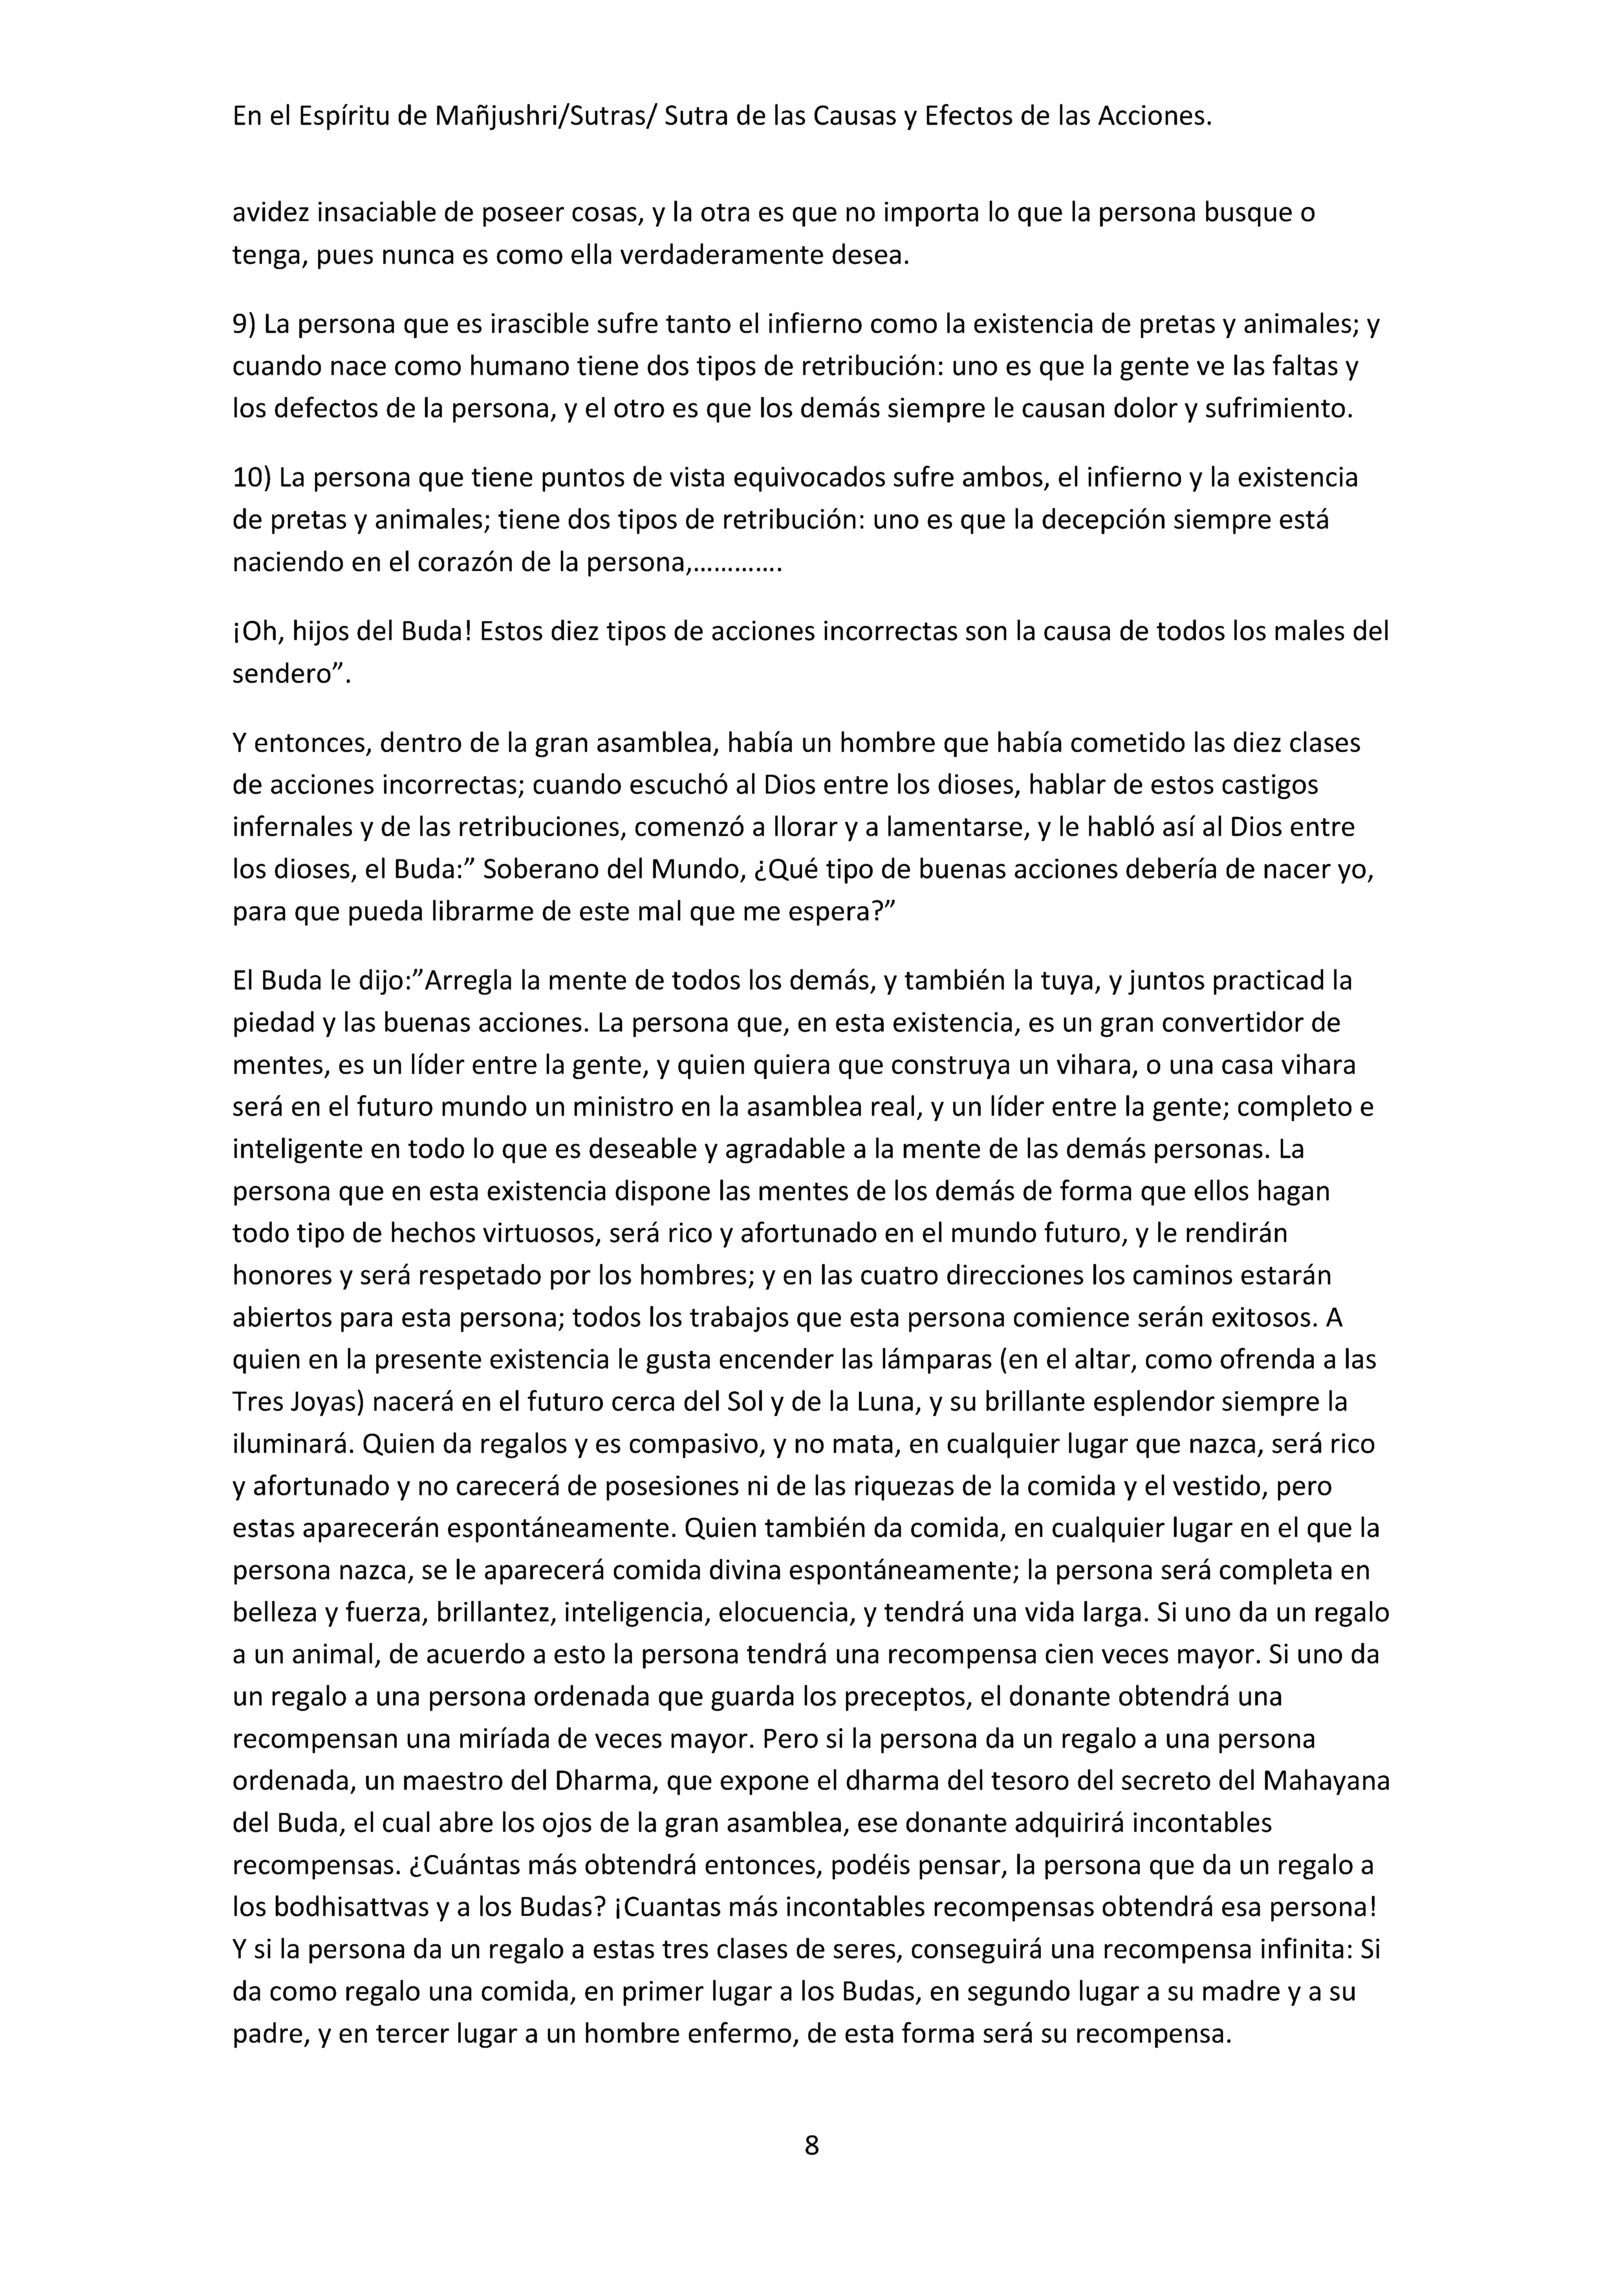 En el Espíritu de Mañjushri/Sutras/ Sutra de las Causas y Efectos de las Acciones.
avidez insaciable de poseer cosas, y la otra es que no importa lo que la persona busque o
tenga, pues nunca es como ella verdaderamente desea.
9) La persona que es irascible sufre tanto el infierno como la existencia de pretas y animales; y
cuando nace como humano tiene dos tipos de retribución: uno es que la gente ve las faltas y
los defectos de la persona, y el otro es que los demás siempre le causan dolor y sufrimiento.
10) La persona que tiene puntos de vista equivocados sufre ambos, el infierno y la existencia
de pretas y animales; tiene dos tipos de retribución: uno es que la decepción siempre está
naciendo en el corazón de la persona,………….
¡Oh, hijos del Buda! Estos diez tipos de acciones incorrectas son la causa de todos los males del
sendero”.
Y entonces, dentro de la gran asamblea, había un hombre que había cometido las diez clases
de acciones incorrectas; cuando escuchó al Dios entre los dioses, hablar de estos castigos
infernales y de las retribuciones, comenzó a llorar y a lamentarse, y le habló así al Dios entre
los dioses, el Buda:” Soberano del Mundo, ¿Qué tipo de buenas acciones debería de nacer yo,
para que pueda librarme de este mal que me espera?”
El Buda le dijo:”Arregla la mente de todos los demás, y también la tuya, y juntos practicad la
piedad y las buenas acciones. La persona que, en esta existencia, es un gran convertidor de
mentes, es un líder entre la gente, y quien quiera que construya un vihara, o una casa vihara
será en el futuro mundo un ministro en la asamblea real, y un líder entre la gente; completo e
inteligente en todo lo que es deseable y agradable a la mente de las demás personas. La
persona que en esta existencia dispone las mentes de los demás de forma que ellos hagan
todo tipo de hechos virtuosos, será rico y afortunado en el mundo futuro, y le rendirán
honores y será respetado por los hombres; y en las cuatro direcciones los caminos estarán
abiertos para esta persona; todos los trabajos que esta persona comience serán exitosos. A
quien en la presente existencia le gusta encender las lámparas (en el altar, como ofrenda a las
Tres Joyas) nacerá en el futuro cerca del Sol y de la Luna, y su brillante esplendor siempre la
iluminará. Quien da regalos y es compasivo, y no mata, en cualquier lugar que nazca, será rico
y afortunado y no carecerá de posesiones ni de las riquezas de la comida y el vestido, pero
estas aparecerán espontáneamente. Quien también da comida, en cualquier lugar en el que la
persona nazca, se le aparecerá comida divina espontáneamente; la persona será completa en
belleza y fuerza, brillantez, inteligencia, elocuencia, y tendrá una vida larga. Si uno da un regalo
a un animal, de acuerdo a esto la persona tendrá una recompensa cien veces mayor. Si uno da
un regalo a una persona ordenada que guarda los preceptos, el donante obtendrá una
recompensan una miríada de veces mayor. Pero si la persona da un regalo a una persona
ordenada, un maestro del Dharma, que expone el dharma del tesoro del secreto del Mahayana
del Buda, el cual abre los ojos de la gran asamblea, ese donante adquirirá incontables
recompensas. ¿Cuántas más obtendrá entonces, podéis pensar, la persona que da un regalo a
los bodhisattvas y a los Budas? ¡Cuantas más incontables recompensas obtendrá esa persona!
Y si la persona da un regalo a estas tres clases de seres, conseguirá una recompensa infinita: Si
da como regalo una comida, en primer lugar a los Budas, en segundo lugar a su madre y a su
padre, y en tercer lugar a un hombre enfermo, de esta forma será su recompensa.
8